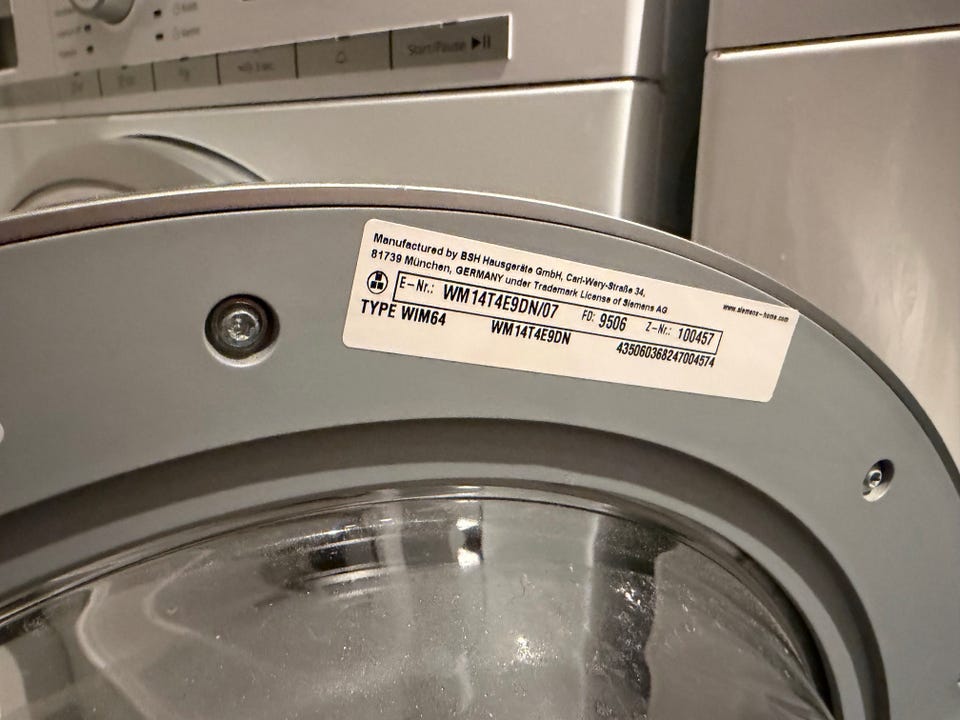 Start/Pause
Manufactured by BSH Hausgeräte GmbH, Carl-Wery-Straße 34,
81739 München, GERMANY under Trademark License of Siemens AG
www.siemens-home.com
E-Nr.: WM14T4E9DN/07 FD: 9506 Z-Nr.: 100457
TYPE WIM64 WM14T4E9DN 435060368247004574